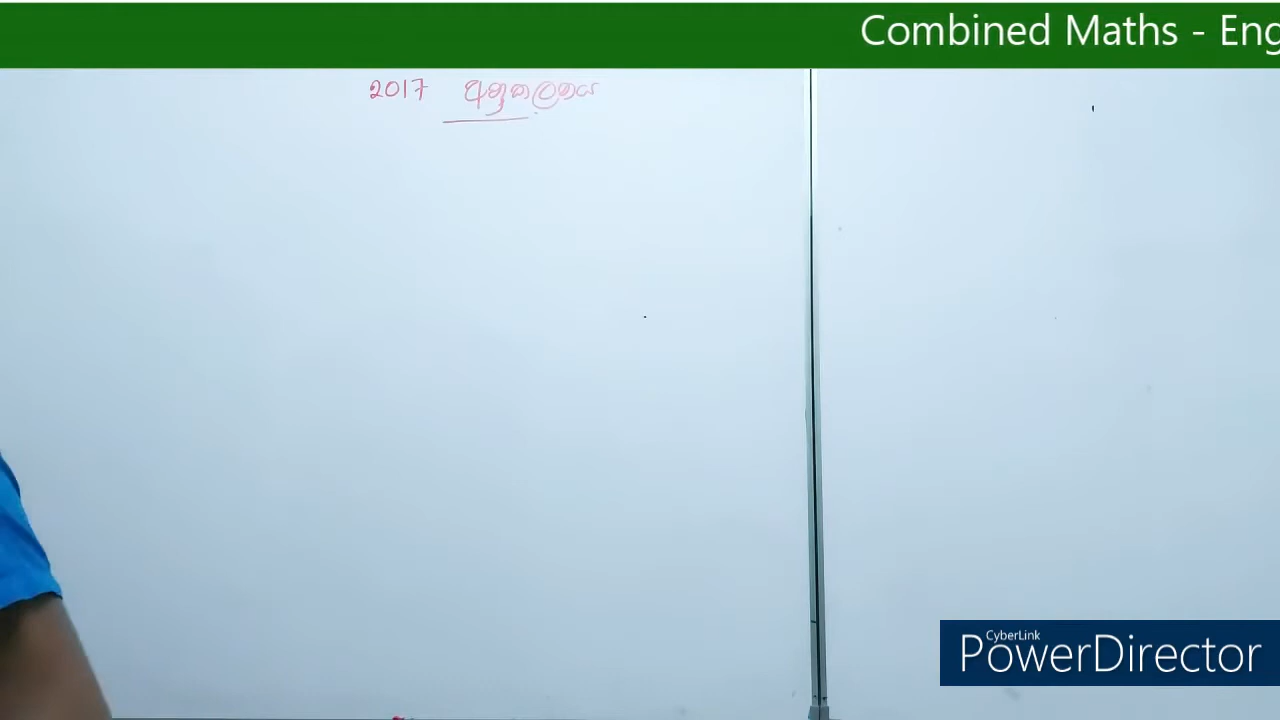 Combined Maths - Eng
2017 අනුකලනය
CyberLink
PowerDirector